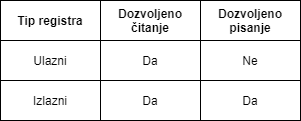 Tip registra Dozvoljeno čitanje Dozvoljeno pisanje
Ulazni Da Ne
Izlazni Da Da